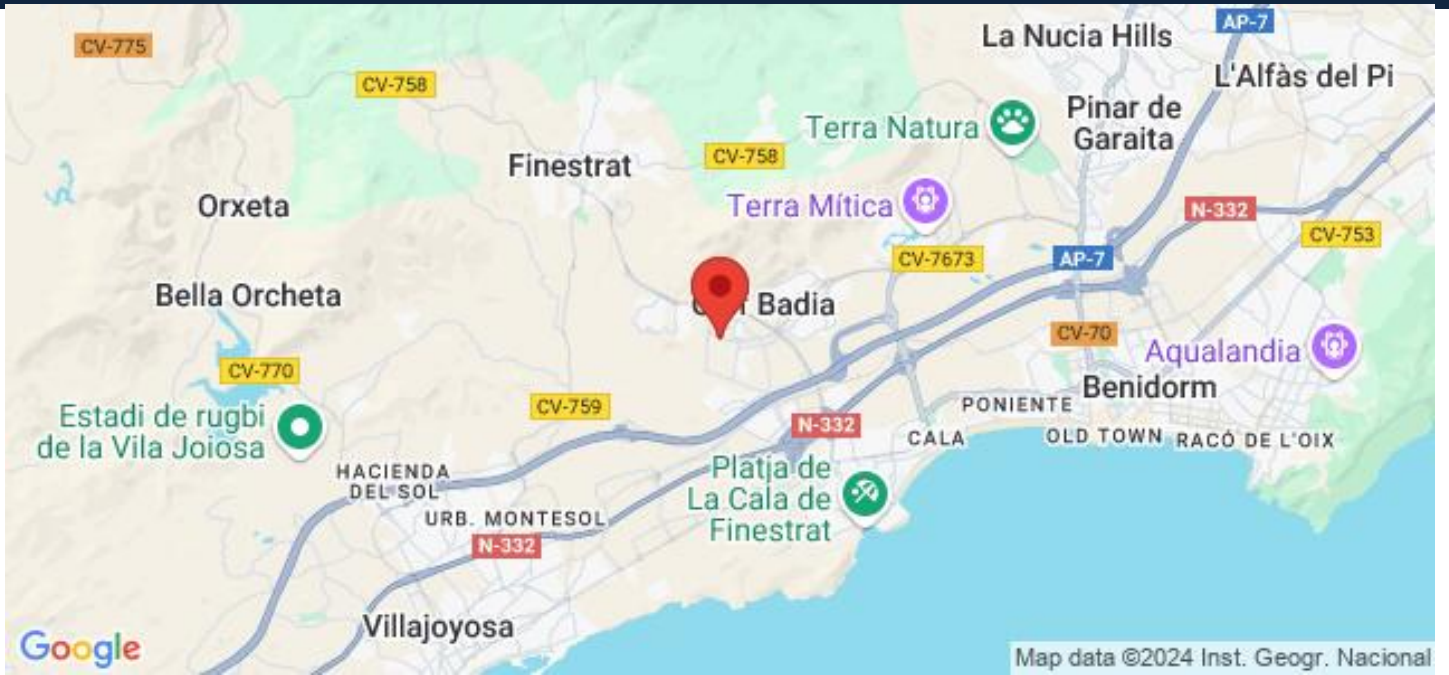 CV-775
CV-758
La Nucia Hills
AP-7
L'Alfàs del Pi
Terra Natura
Pinar de
Garaita
Finestrat
CV-758
Orxeta
Terra Mítica
N-332
CV-753
CV-7673
AP-7
Bella Orcheta
Badia
CV-70
Aqualandia
CV-770
CV-759
Benidorm
PONIENTE
Estadi de rugbi
de la Vila Joiosa
N-332
CALA
OLD TOWN
RACÓ DE L'OIX
HACIENDA
DEL SOL
Platja de
La Cala de
Finestrat
URB. MONTESOL
N-332
Villajoyosa
Google
Map data ©2024 Inst. Geogr. Nacional